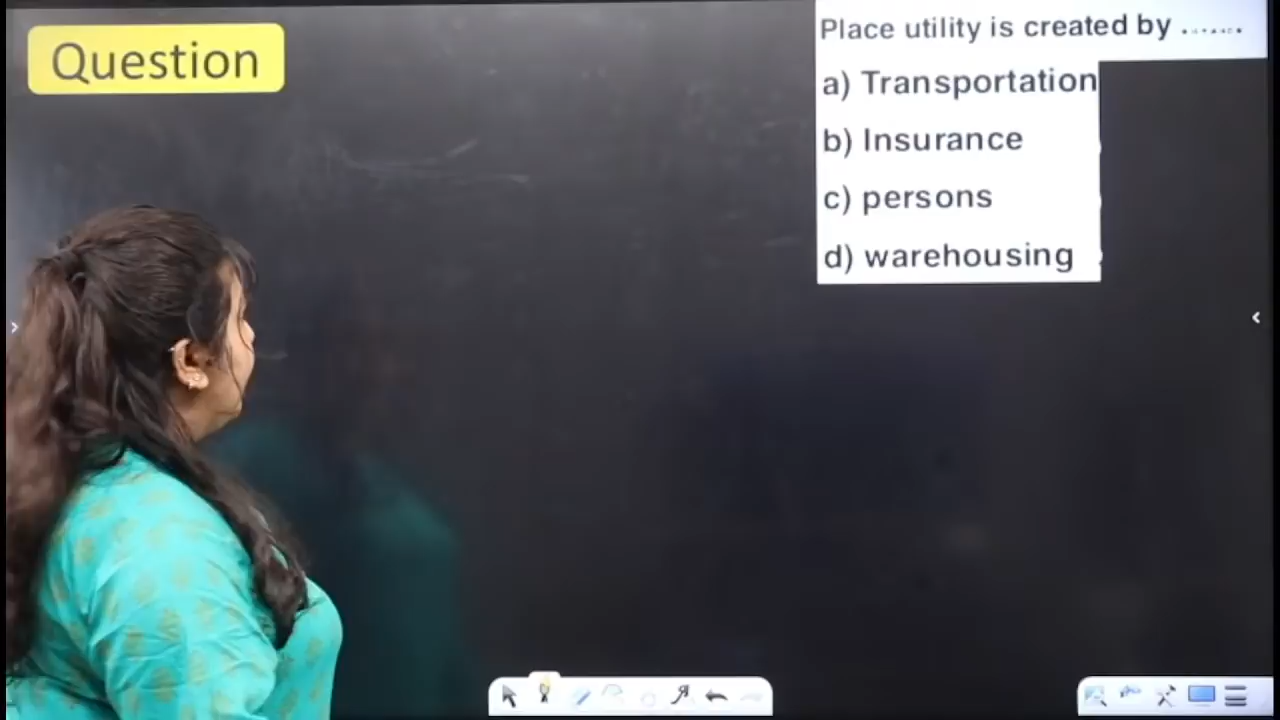 Question
Place utility is created by .......
a) Transportation
b) Insurance
c) persons
d) warehousing